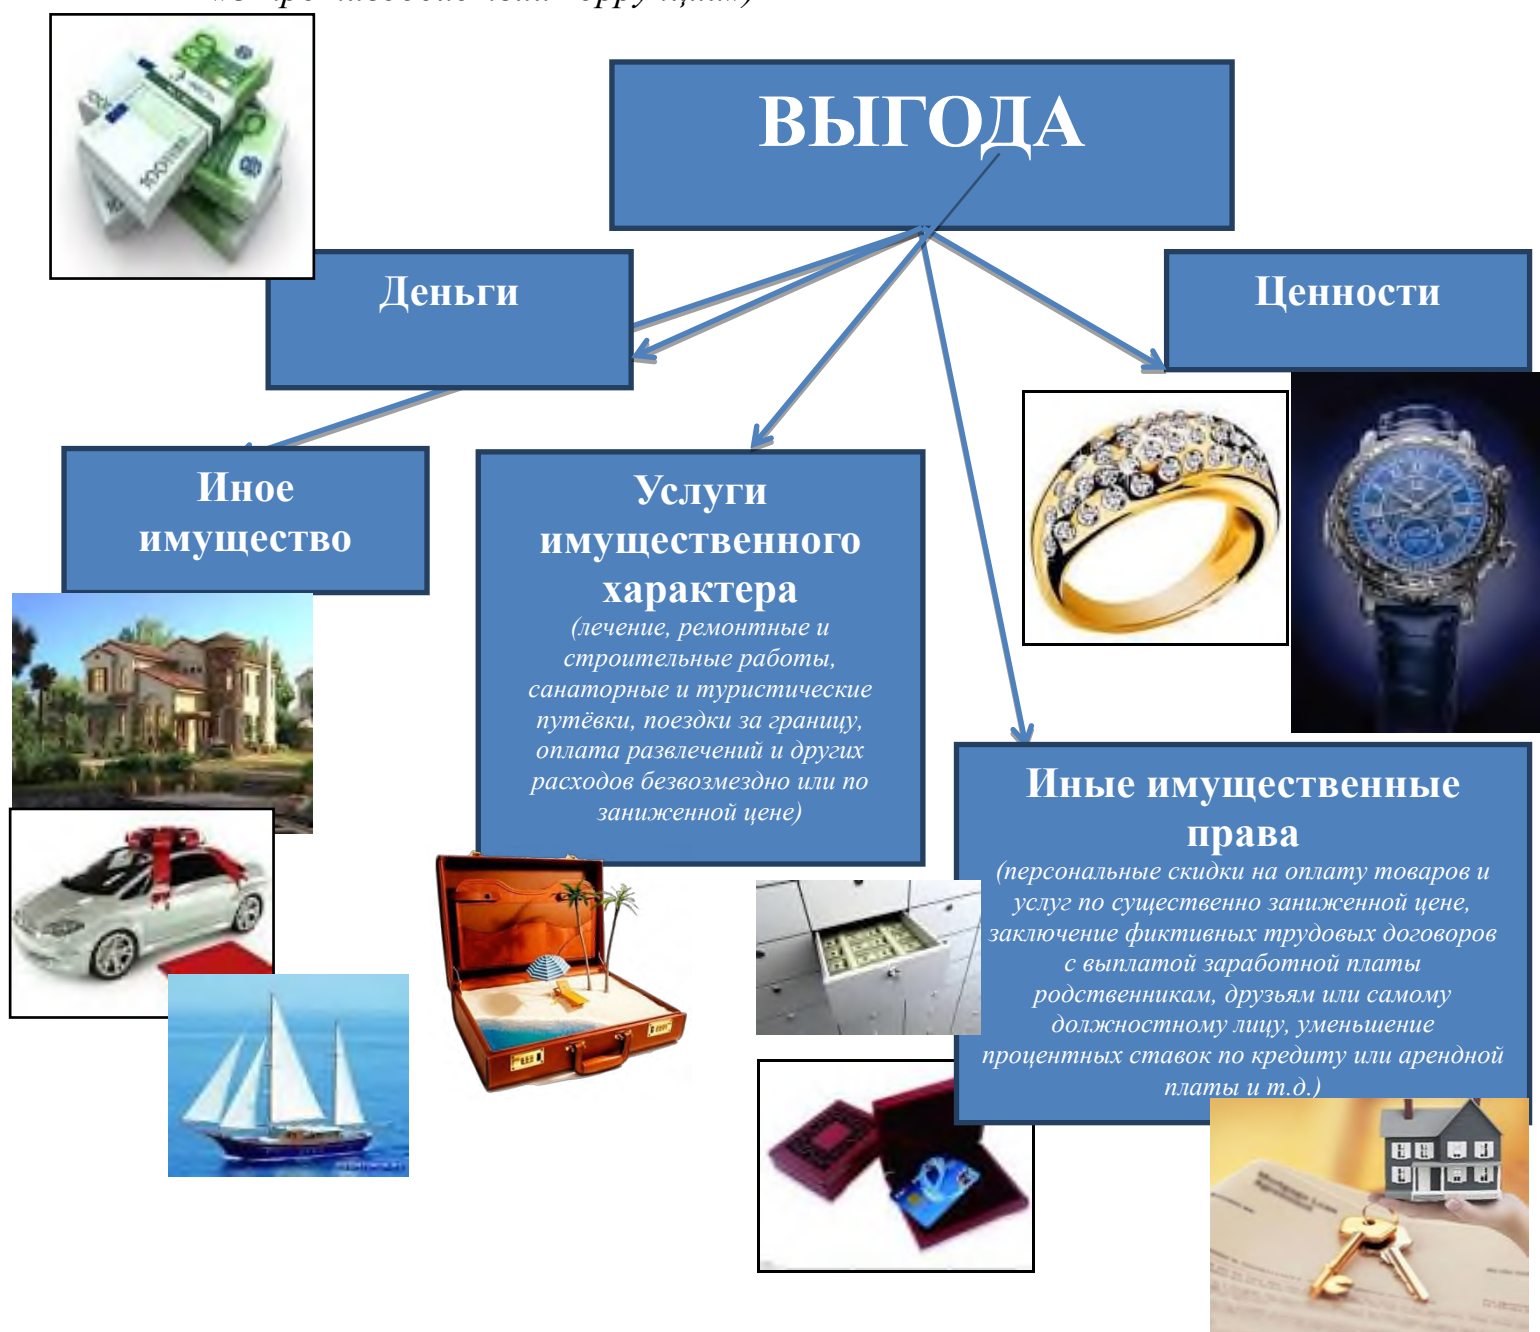 ВЫГОДА
Деньги
Ценности
Иное
имущество
Услуги
имущественного
характера
(лечение, ремонтные и
строительные работы,
санаторные и туристические
путёвки, поездки за границу,
оплата развлечений и других
расходов безвозмездно или по
заниженной цене)
Иные имущественные
права
(персональные скидки на оплату товаров и
услуг по существенно заниженной цене,
заключение фиктивных трудовых договоров
с выплатой заработной платы
родственникам, друзьям или самому
должностному лицу, уменьшение
процентных ставок по кредиту или арендной
платы и т.д.)